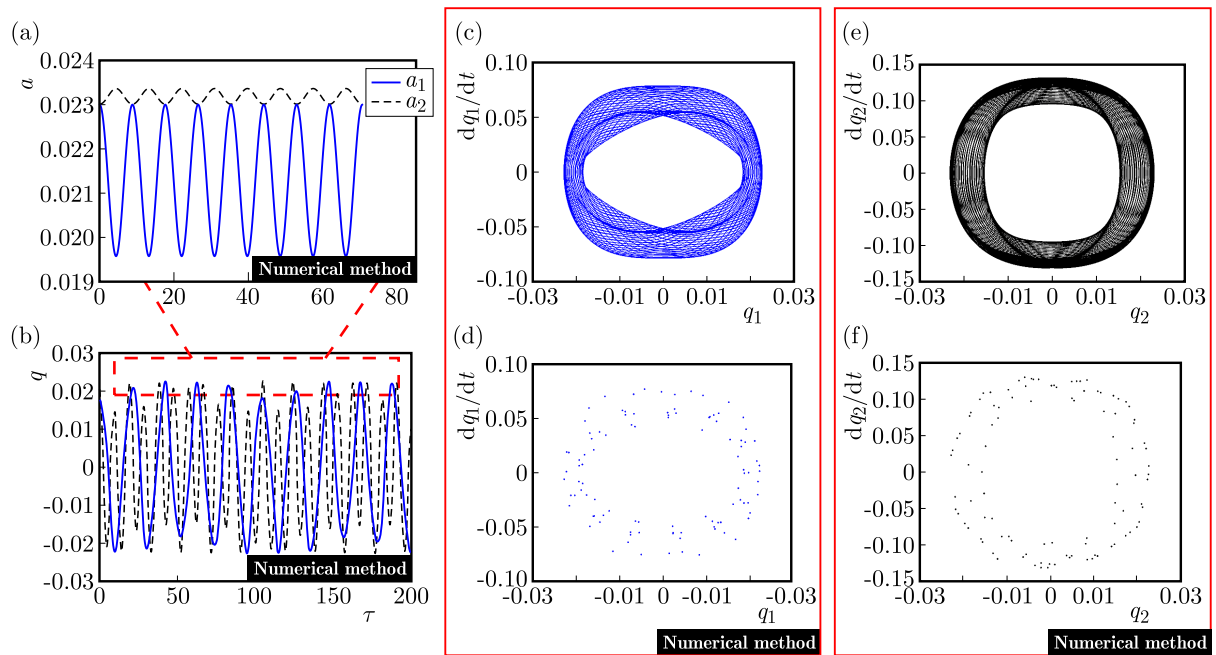 (a)
0.024
0.023
0.022
0.021
0.020
0.019
a
a1
a2
Numerical method
0 20 40 60 80
(b)
0.03
0.02
0.01
0
-0.01
-0.02
-0.03
q
Numerical method
0 50 100 150 200
τ
(c)
0.10
0.05
0
-0.05
-0.10
dq1/dt
-0.03 -0.01 0 0.01 0.03
q1
(d)
0.10
0.05
0
-0.05
-0.10
dq1/dt
-0.03 -0.01 0 0.01 -0.03
q1
Numerical method
(e)
0.15
0.10
0.05
0
-0.05
-0.10
-0.15
dq2/dt
-0.03 -0.01 0 0.01 0.03
q2
(f)
0.15
0.10
0.05
0
-0.05
-0.10
-0.15
dq2/dt
-0.03 -0.01 0 0.01 0.03
q2
Numerical method